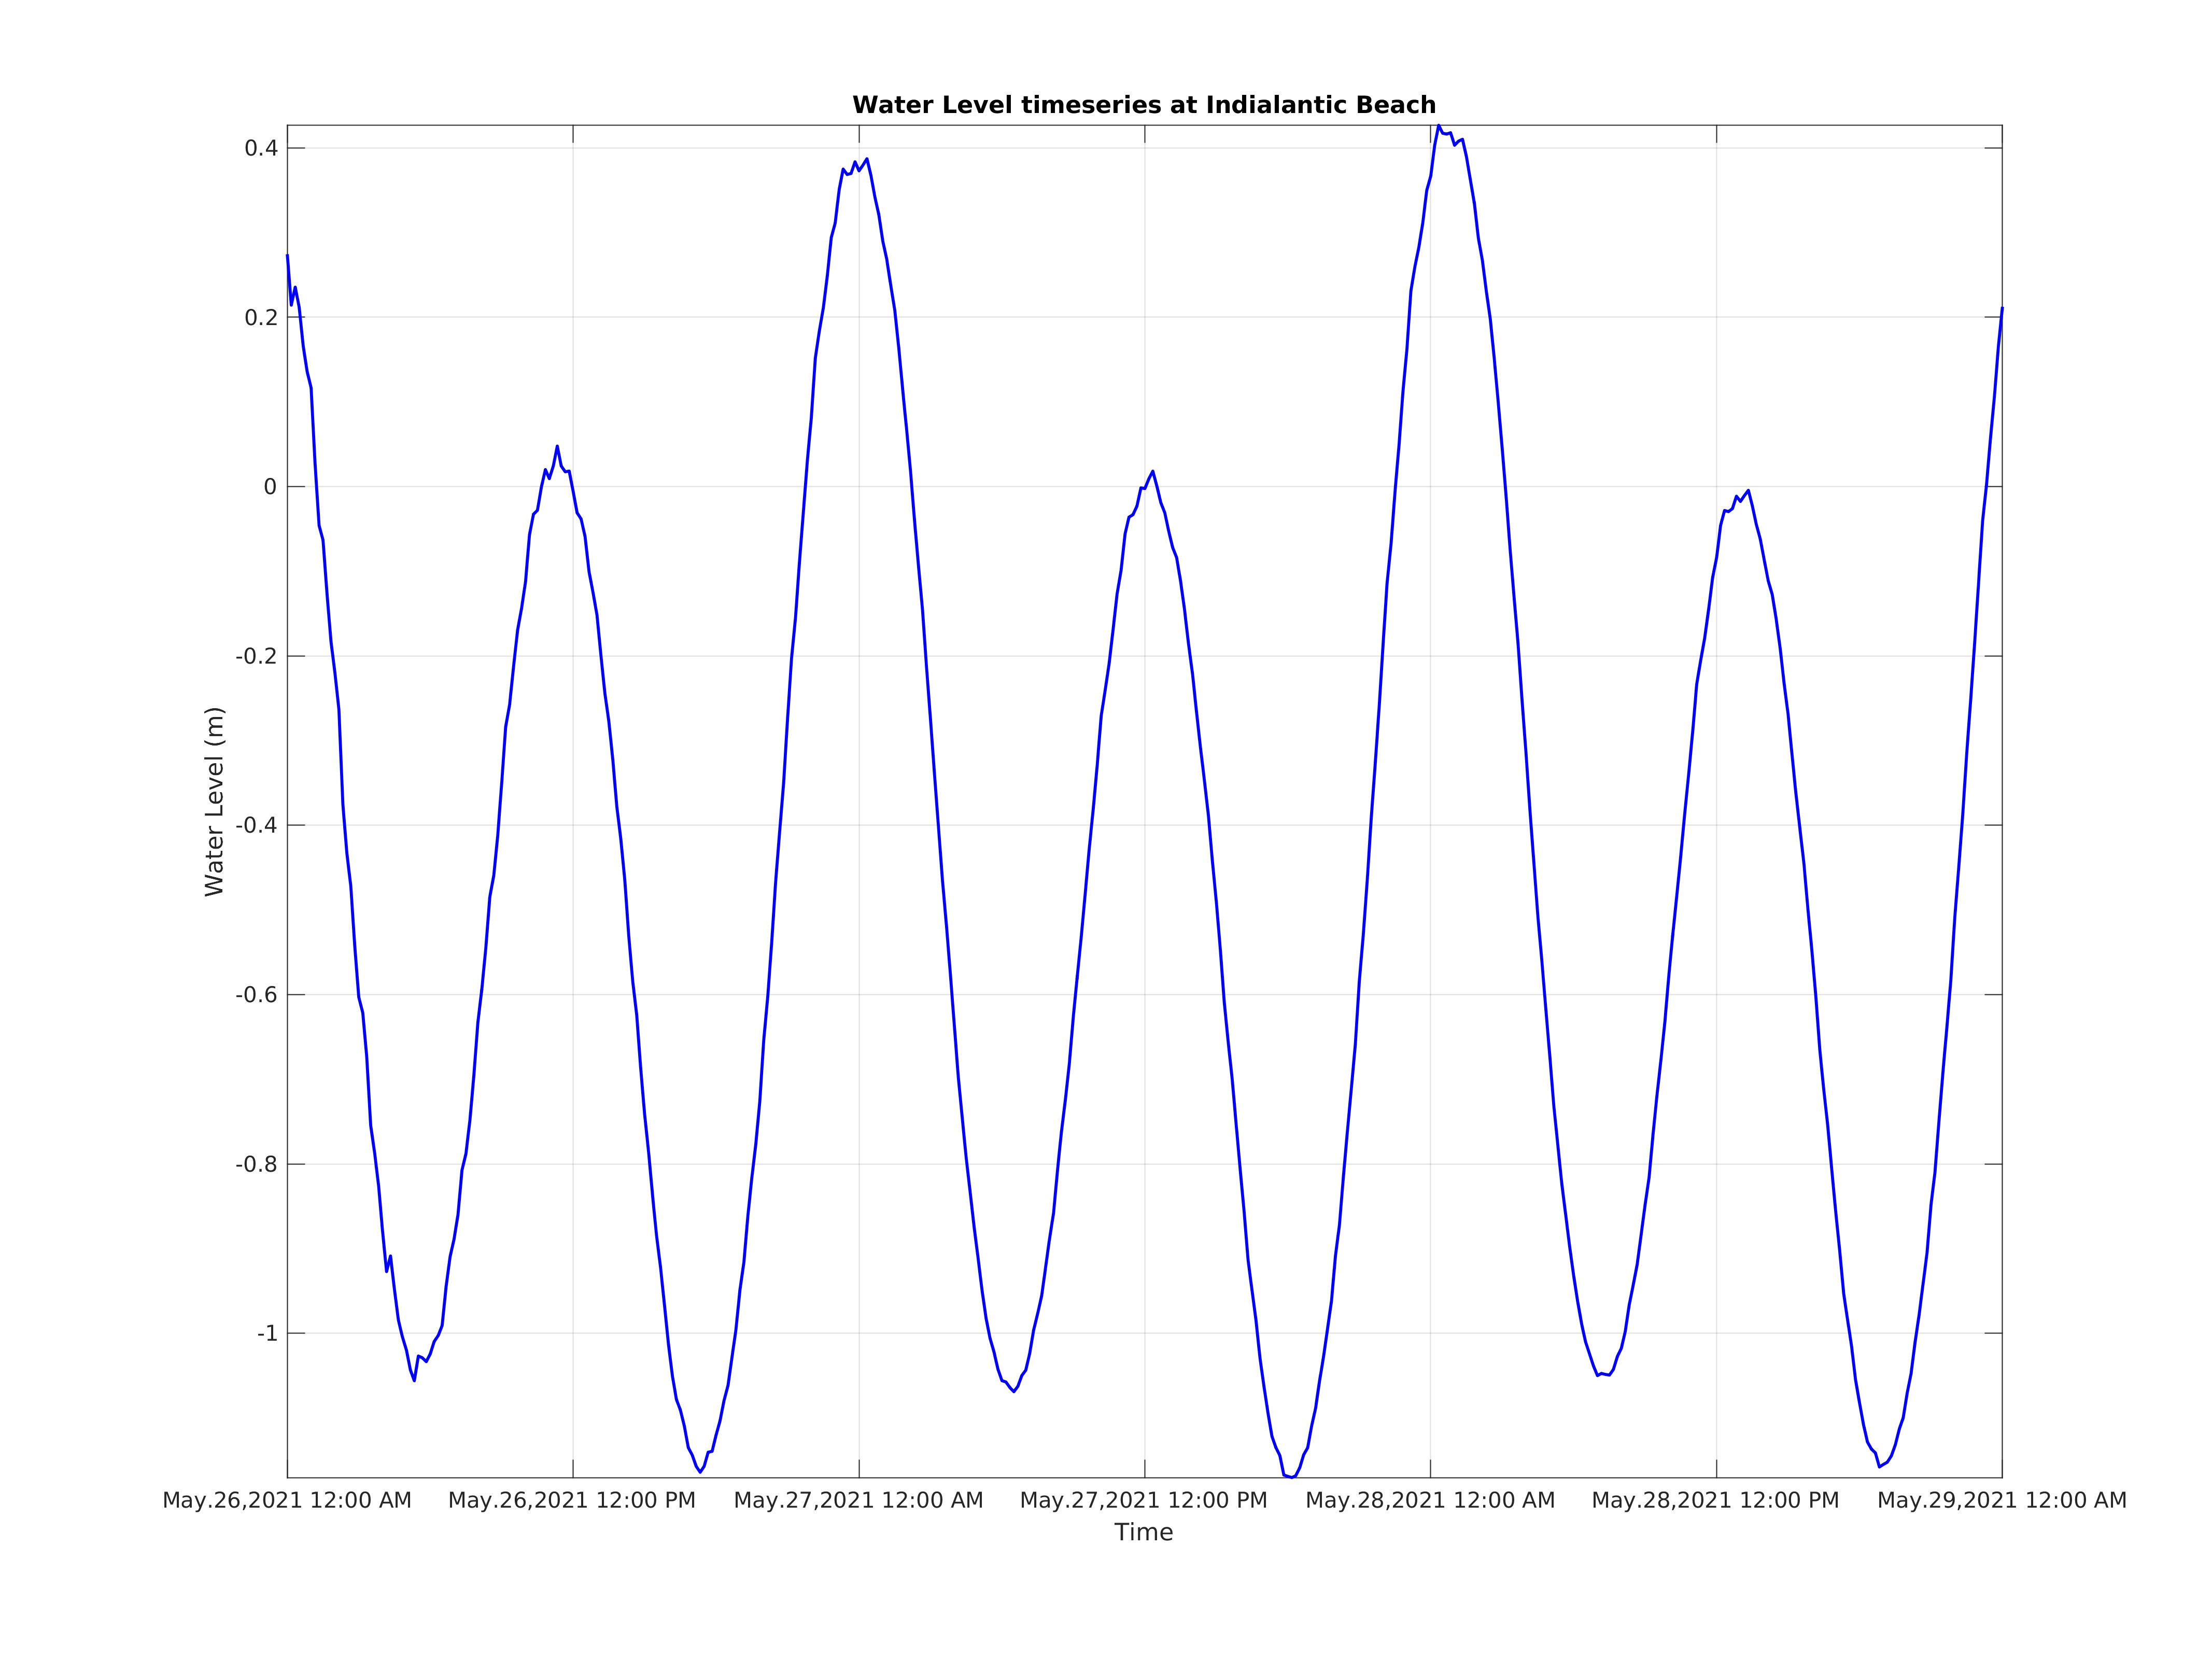 Water Level timeseries at Indialantic Beach
0.4
0.2
0
-0.2
-0.4
-0.6
-0.8
-1
Water Level (m)
May.26,2021 12:00 AM May.26,2021 12:00 PM May.27,2021 12:00 AM May.27,2021 12:00 PM May.28,2021 12:00 AM May.28,2021 12:00 PM May.29,2021 12:00 AM
Time